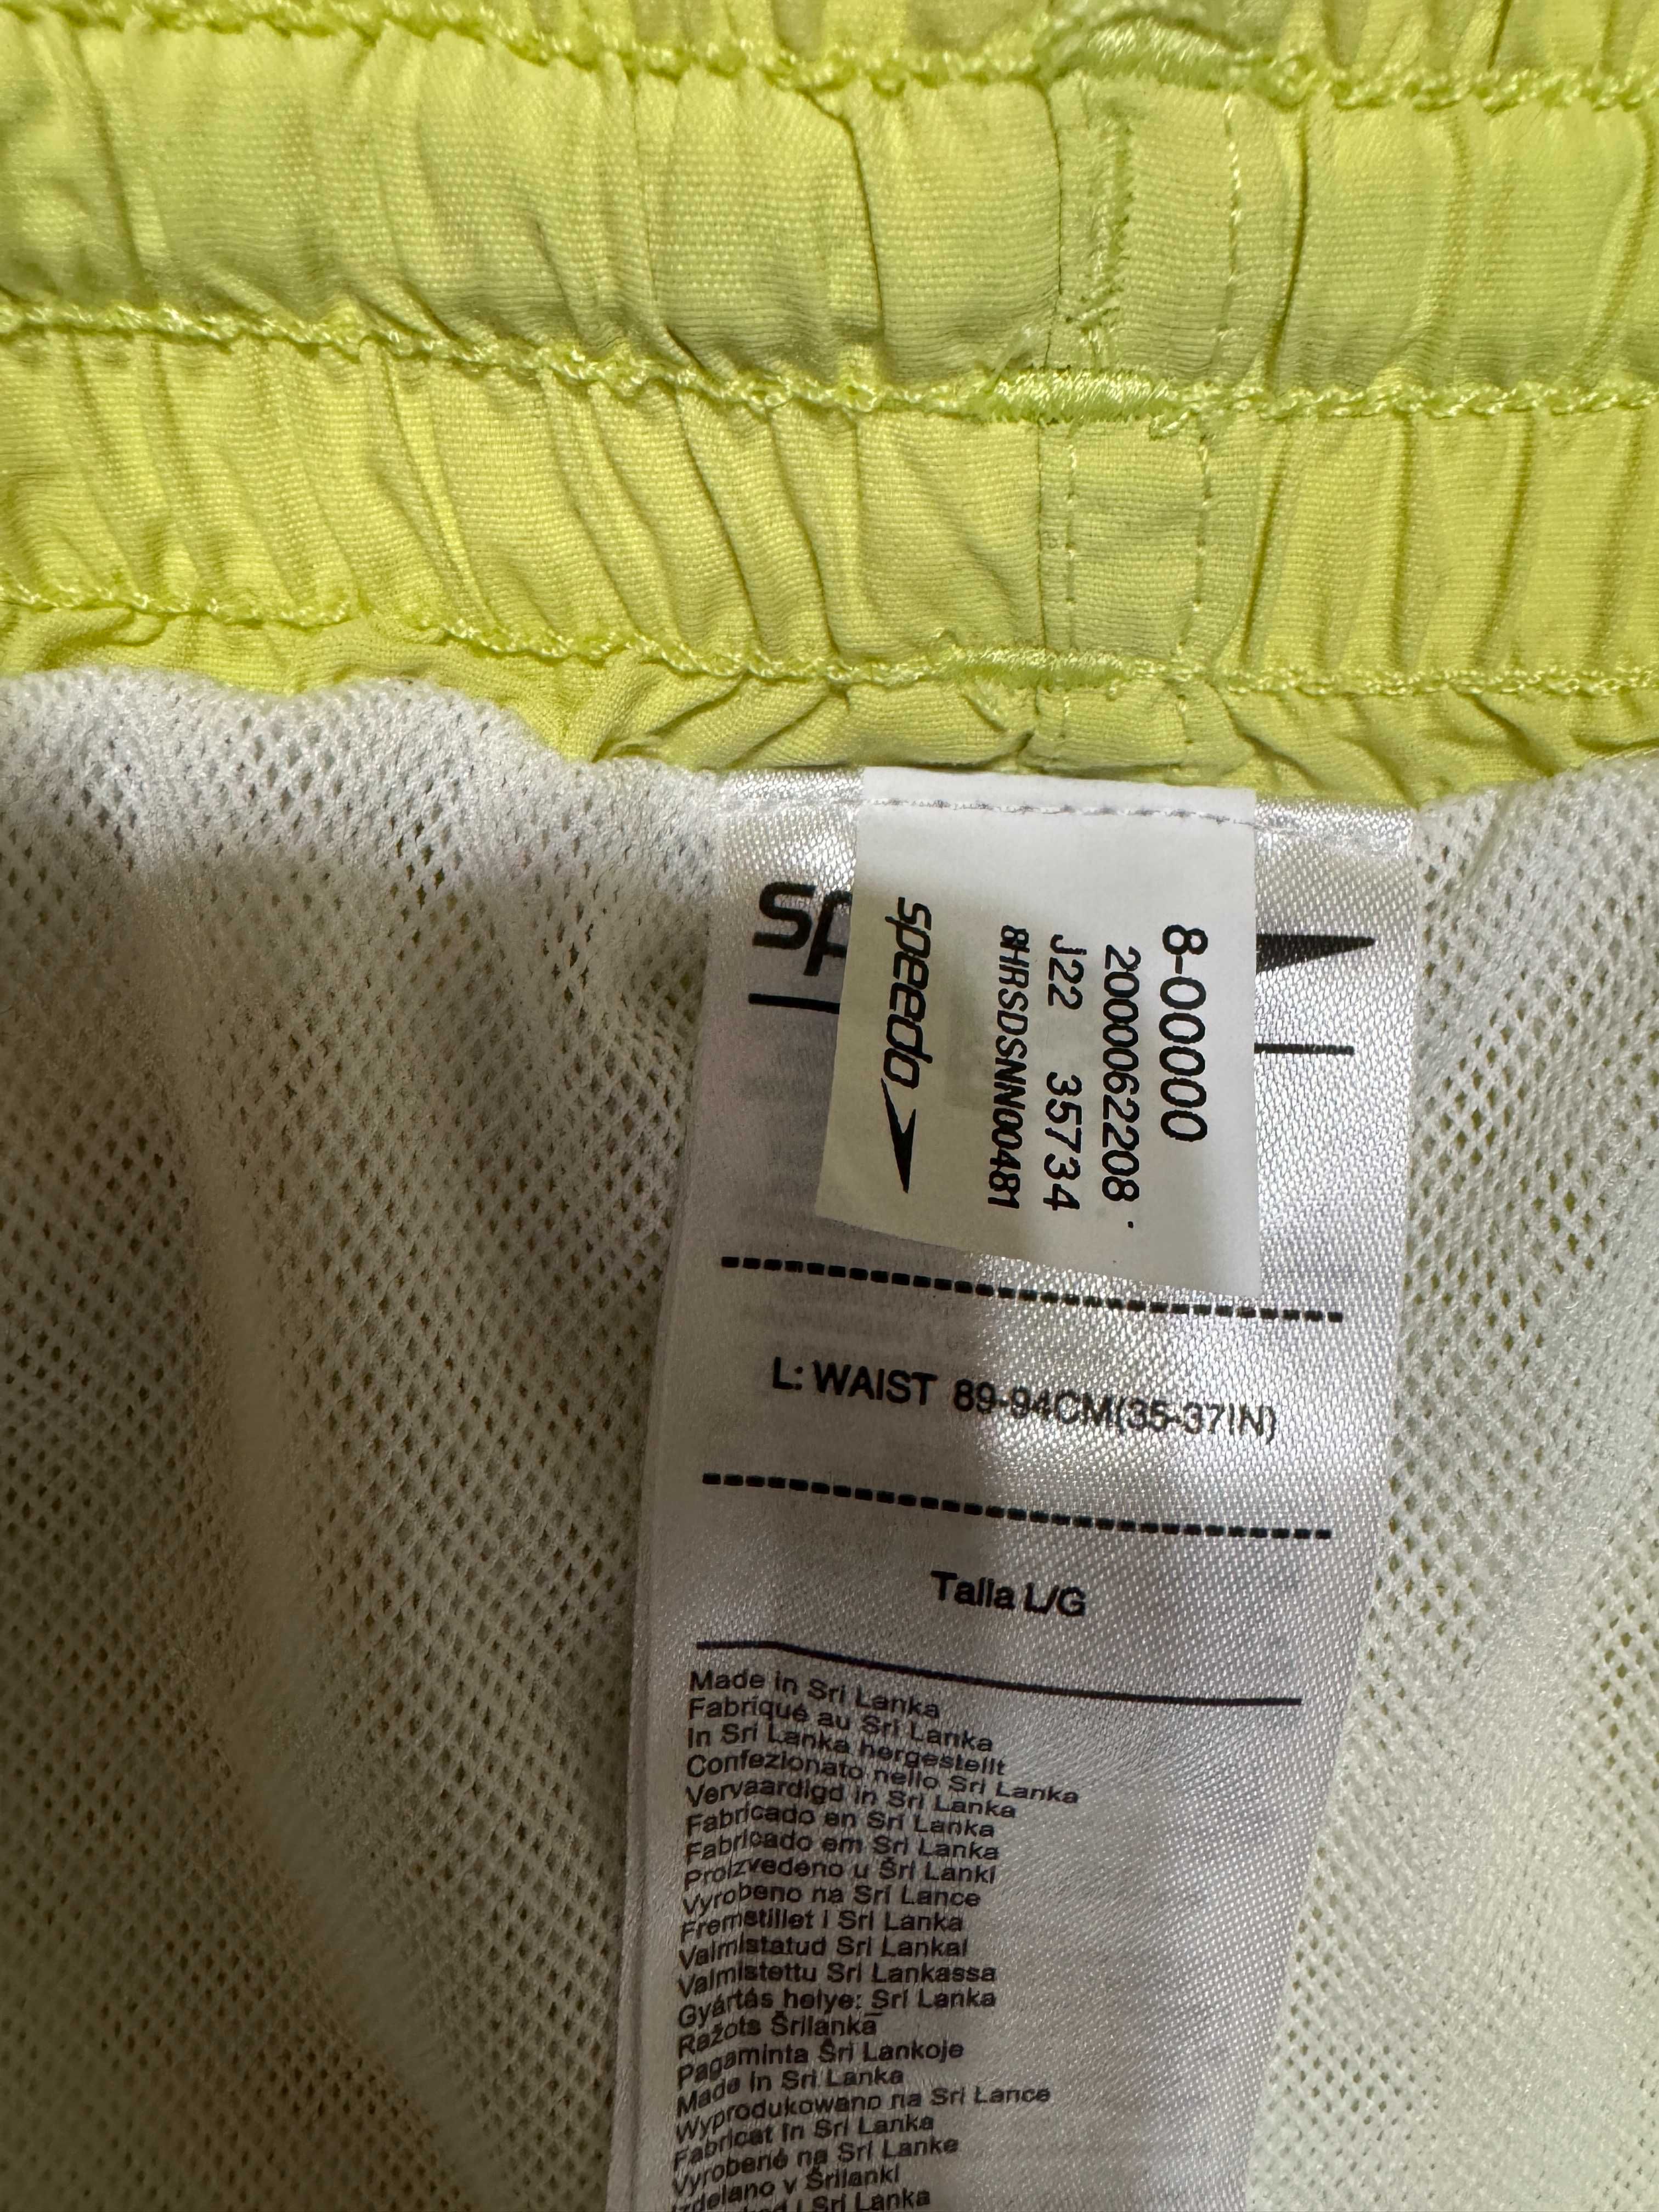 8-00000
2000062208
J22 35734
8HRSDSNN00481
speedo
sp
L: WAIST 89-94CM(35-37IN)
Talla L/G
Made in Sri Lanka
Fabriqué au Sri Lanka
In Sri Lanka hergestellt
Confezionato nello Sri Lanka
Vervaardigd in Sri Lanka
Fabricado en Sri Lanka
Fabricado em Sri Lanka
Proizvedeno u Šri Lanki
Vyrobeno na Srí Lance
Fremstillet i Sri Lanka
Valmistatud Sri Lankal
Valmistettu Sri Lankassa
Gyártás helye: Srí Lanka
Ražots Šrilankā
Pagaminta Šri Lankoje
Made in Sri Lanka
Wyprodukowano na Sri Lance
Fabricat în Sri Lanka
Vyrobené na Srí Lanke
Izdelano v Šrilanki
i Sri Lanka